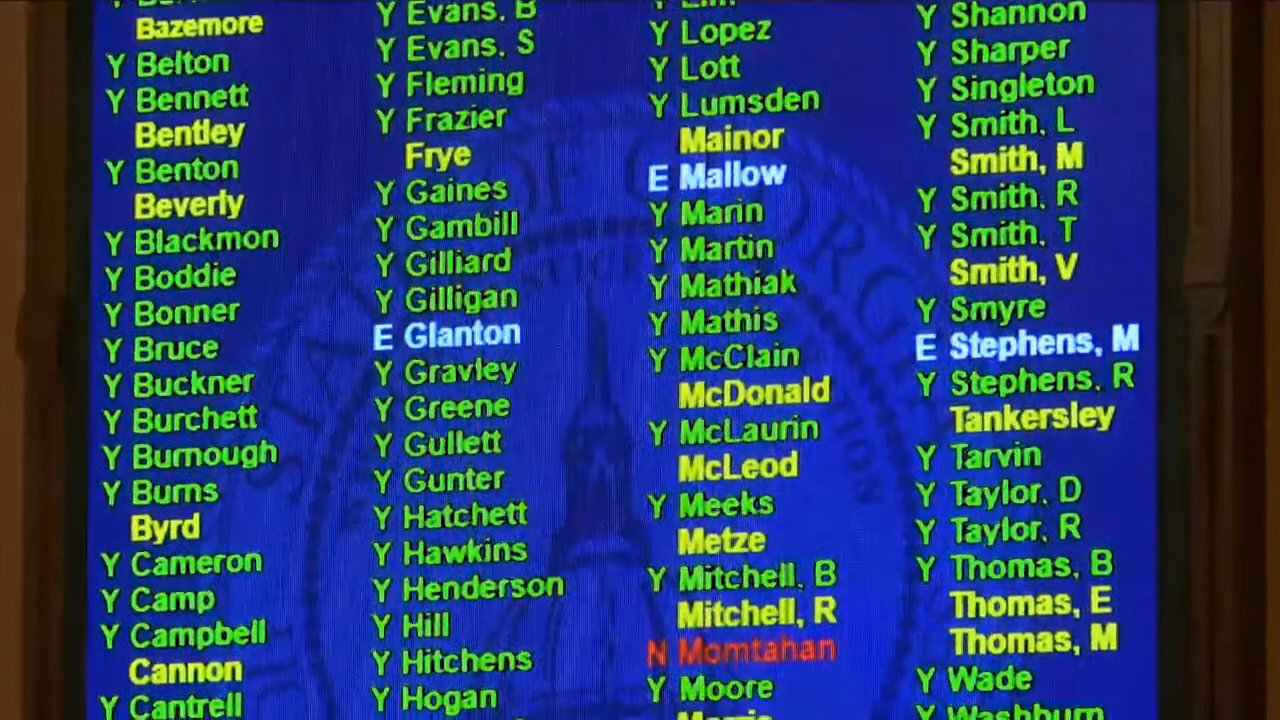 Bazemore
Y Belton
Y Bennett
Bentley
Y Benton
Beverly
Y Blackmon
Y Boddie
Y Bonner
Y Bruce
Y Buckner
Y Burchett
Y Burnough
Y Burns
Byrd
Y Cameron
Y Camp
Y Campbell
Cannon
Y Cantrell
Y Evans, B
Y Evans, S
Y Fleming
Y Frazier
Frye
Y Gaines
Y Gambill
Y Gilliard
Y Gilligan
E Glanton
Y Gravley
Y Greene
Y Gullett
Y Gunter
Y Hatchett
Y Hawkins
Y Henderson
Y Hill
Y Hitchens
Y Hogan
Y Lopez
Y Lott
Y Lumsden
Mainor
E Mallow
Y Marin
Y Martin
Y Mathiak
Y Mathis
Y McClain
McDonald
Y McLaurin
McLeod
Y Meeks
Metze
Y Mitchell, B
Mitchell, R
N Momtahan
Y Moore
Y Shannon
Y Sharper
Y Singleton
Y Smith, L
Smith, M
Y Smith, R
Y Smith, T
Smith, V
Y Smyre
E Stephens, M
Y Stephens, R
Tankersley
Y Tarvin
Y Taylor, D
Y Taylor, R
Y Thomas, B
Thomas, E
Thomas, M
Y Wade
Washburn
STATE OF GEORGIA